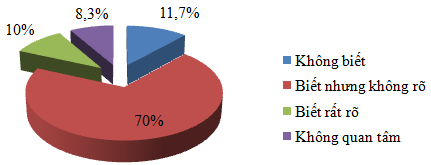 8,3%
11,7%
10%
70%
Không biết
Biết nhưng không rõ
Biết rất rõ
Không quan tâm